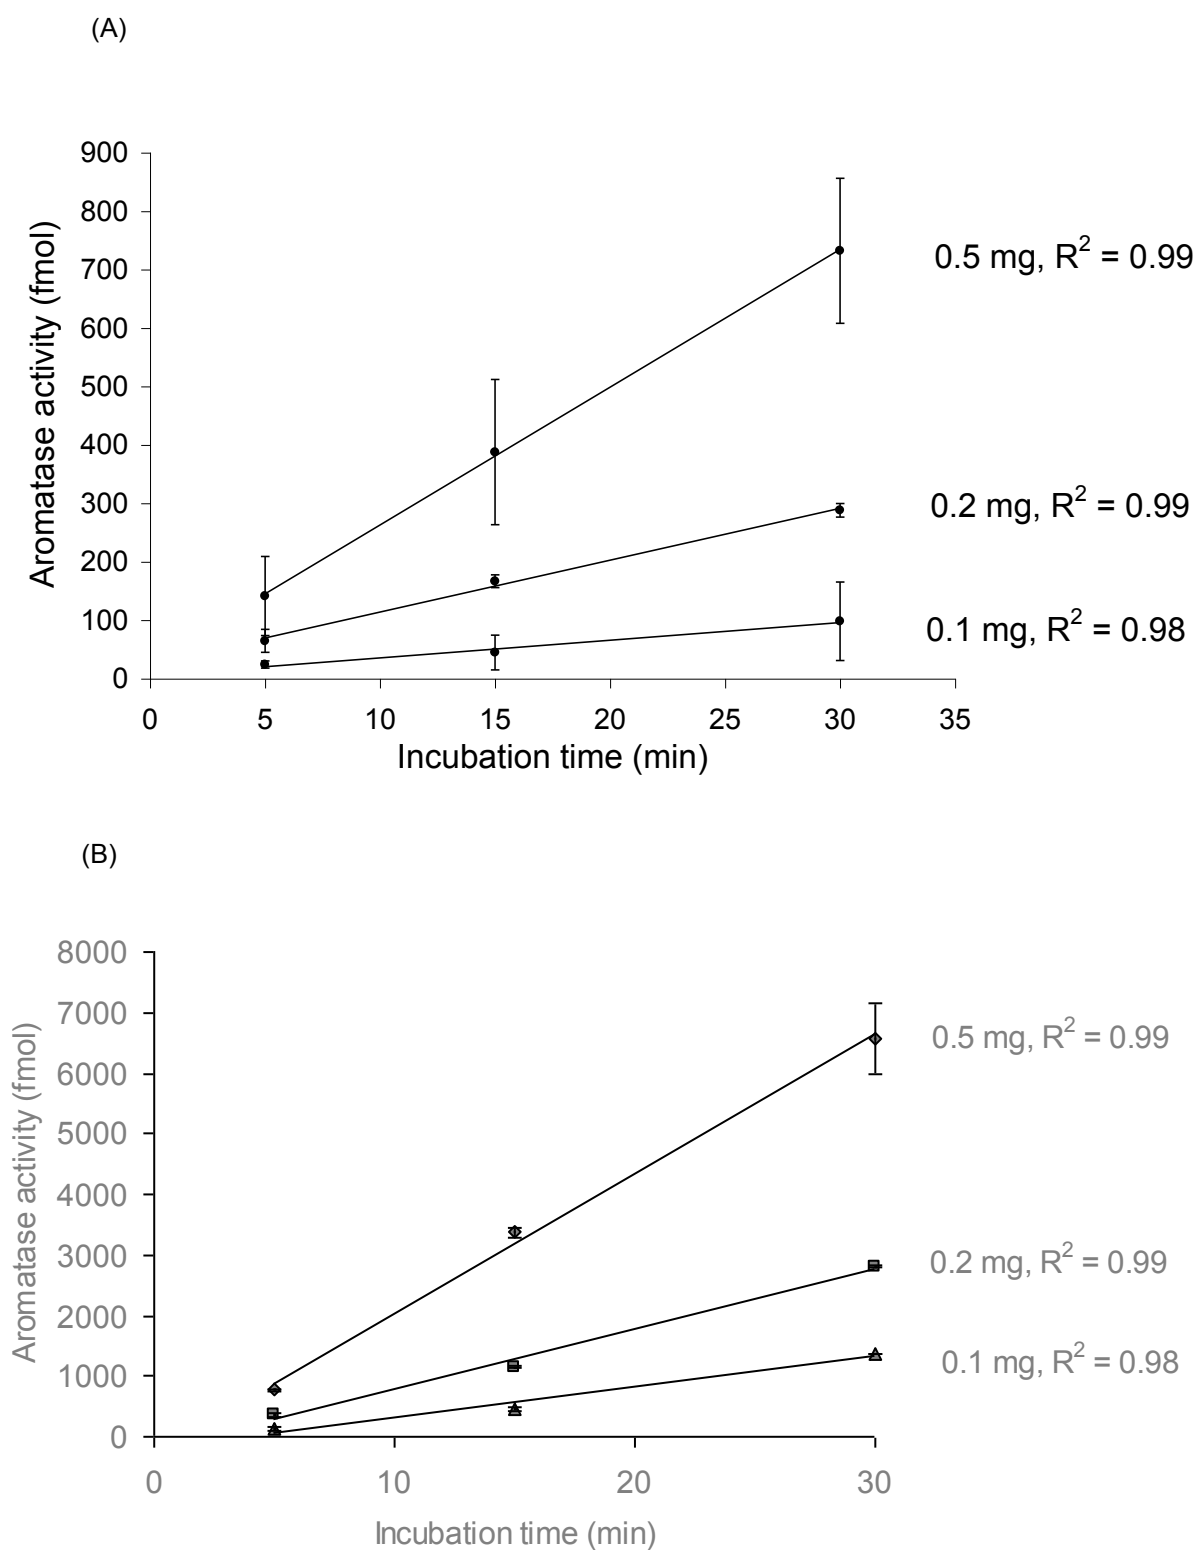 (A)
900
800
700
600
500
400
300
200
100
0
Aromatase activity (fmol)
0.5 mg, R² = 0.99
0.2 mg, R² = 0.99
0.1 mg, R² = 0.98
0 5 10 15 20 25 30 35
Incubation time (min)
(B)
8000
7000
6000
5000
4000
3000
2000
1000
0
Aromatase activity (fmol)
0.5 mg, R² = 0.99
0.2 mg, R² = 0.99
0.1 mg, R² = 0.98
0 10 20 30
Incubation time (min)